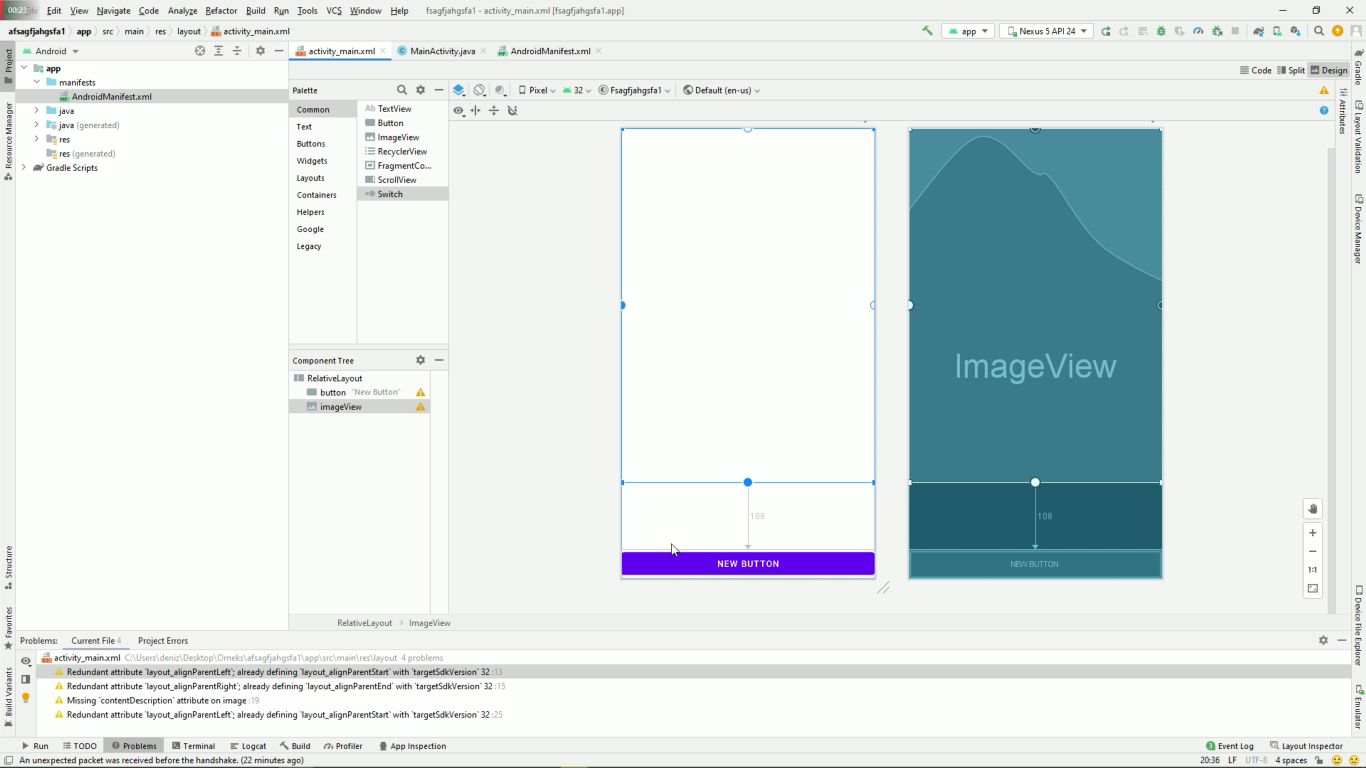 00:23
Edit View Navigate Code Analyze Refactor Build Run Tools VCS Window Help fsagfjahgsfa1 - activity_main.xml [fsagfjahgsfa1.app]
afsagfjahgsfa1 app src main res layout activity_main.xml
app Nexus 5 API 24
Android
activity_main.xml MainActivity.java AndroidManifest.xml
Code Split Design
app
manifests
AndroidManifest.xml
java
java (generated)
res
res (generated)
Gradle Scripts
Palette
Common
Text
Buttons
Widgets
Layouts
Containers
Helpers
Google
Legacy
Ab TextView
Button
ImageView
RecyclerView
FragmentCo...
ScrollView
Switch
Pixel 32 Fsagfjahgsfa1 Default (en-us)
Component Tree
RelativeLayout
button "New Button"
imageView
108
NEW BUTTON
ImageView
108
NEW BUTTON
1:1
RelativeLayout ImageView
Project
Resource Manager
Structure
Favorites
Build Variants
Gradle
Attributes
Layout Validation
Device Manager
Device File Explorer
Emulator
Problems: Current File 4 Project Errors
activity_main.xml C:\Users\deniz\Desktop\Orneks\afsagfjahgsfa1\app\src\main\res\layout 4 problems
Redundant attribute `layout_alignParentLeft`; already defining `layout_alignParentStart` with `targetSdkVersion` 32 :13
Redundant attribute `layout_alignParentRight`; already defining `layout_alignParentEnd` with `targetSdkVersion` 32 :15
Missing `contentDescription` attribute on image :19
Redundant attribute `layout_alignParentLeft`; already defining `layout_alignParentStart` with `targetSdkVersion` 32 :25
Run TODO Problems Terminal Logcat Build Profiler App Inspection
3 Event Log Layout Inspector
An unexpected packet was received before the handshake. (22 minutes ago)
20:36 LF UTF-8 4 spaces